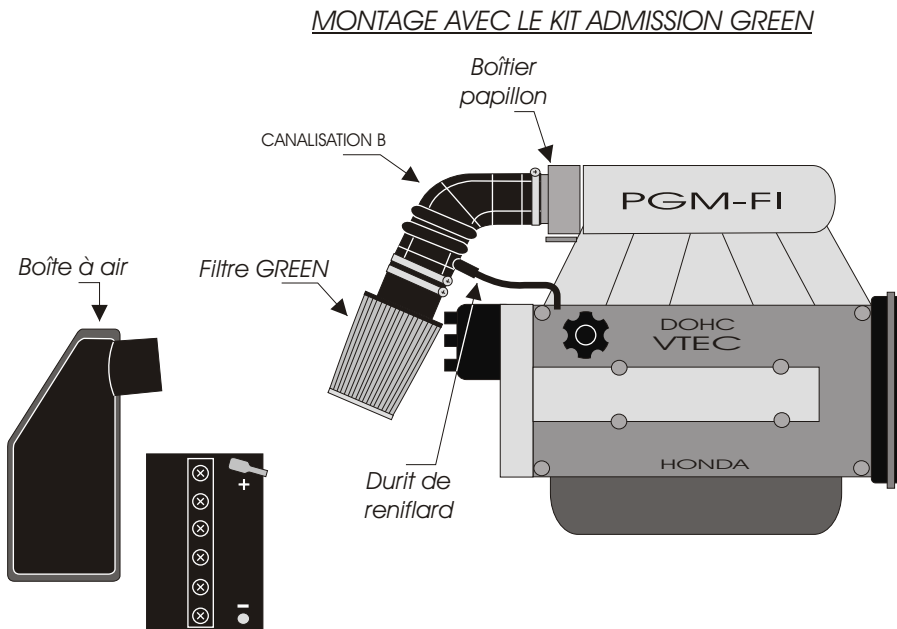 MONTAGE AVEC LE KIT ADMISSION GREEN
Boîtier
papillon
CANALISATION B
PGM-FI
Boîte à air
Filtre GREEN
DOHC
VTEC
HONDA
Durit de
reniflard
+
-